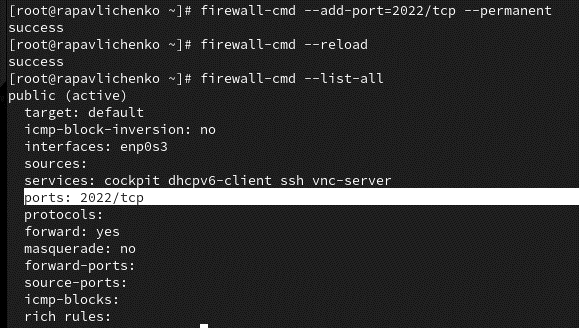 [root@rapavlichenko ~]# firewall-cmd --add-port=2022/tcp --permanent
success
[root@rapavlichenko ~]# firewall-cmd --reload
success
[root@rapavlichenko ~]# firewall-cmd --list-all
public (active)
  target: default
  icmp-block-inversion: no
  interfaces: enp0s3
  sources:
  services: cockpit dhcpv6-client ssh vnc-server
  ports: 2022/tcp
  protocols:
  forward: yes
  masquerade: no
  forward-ports:
  source-ports:
  icmp-blocks:
  rich rules: